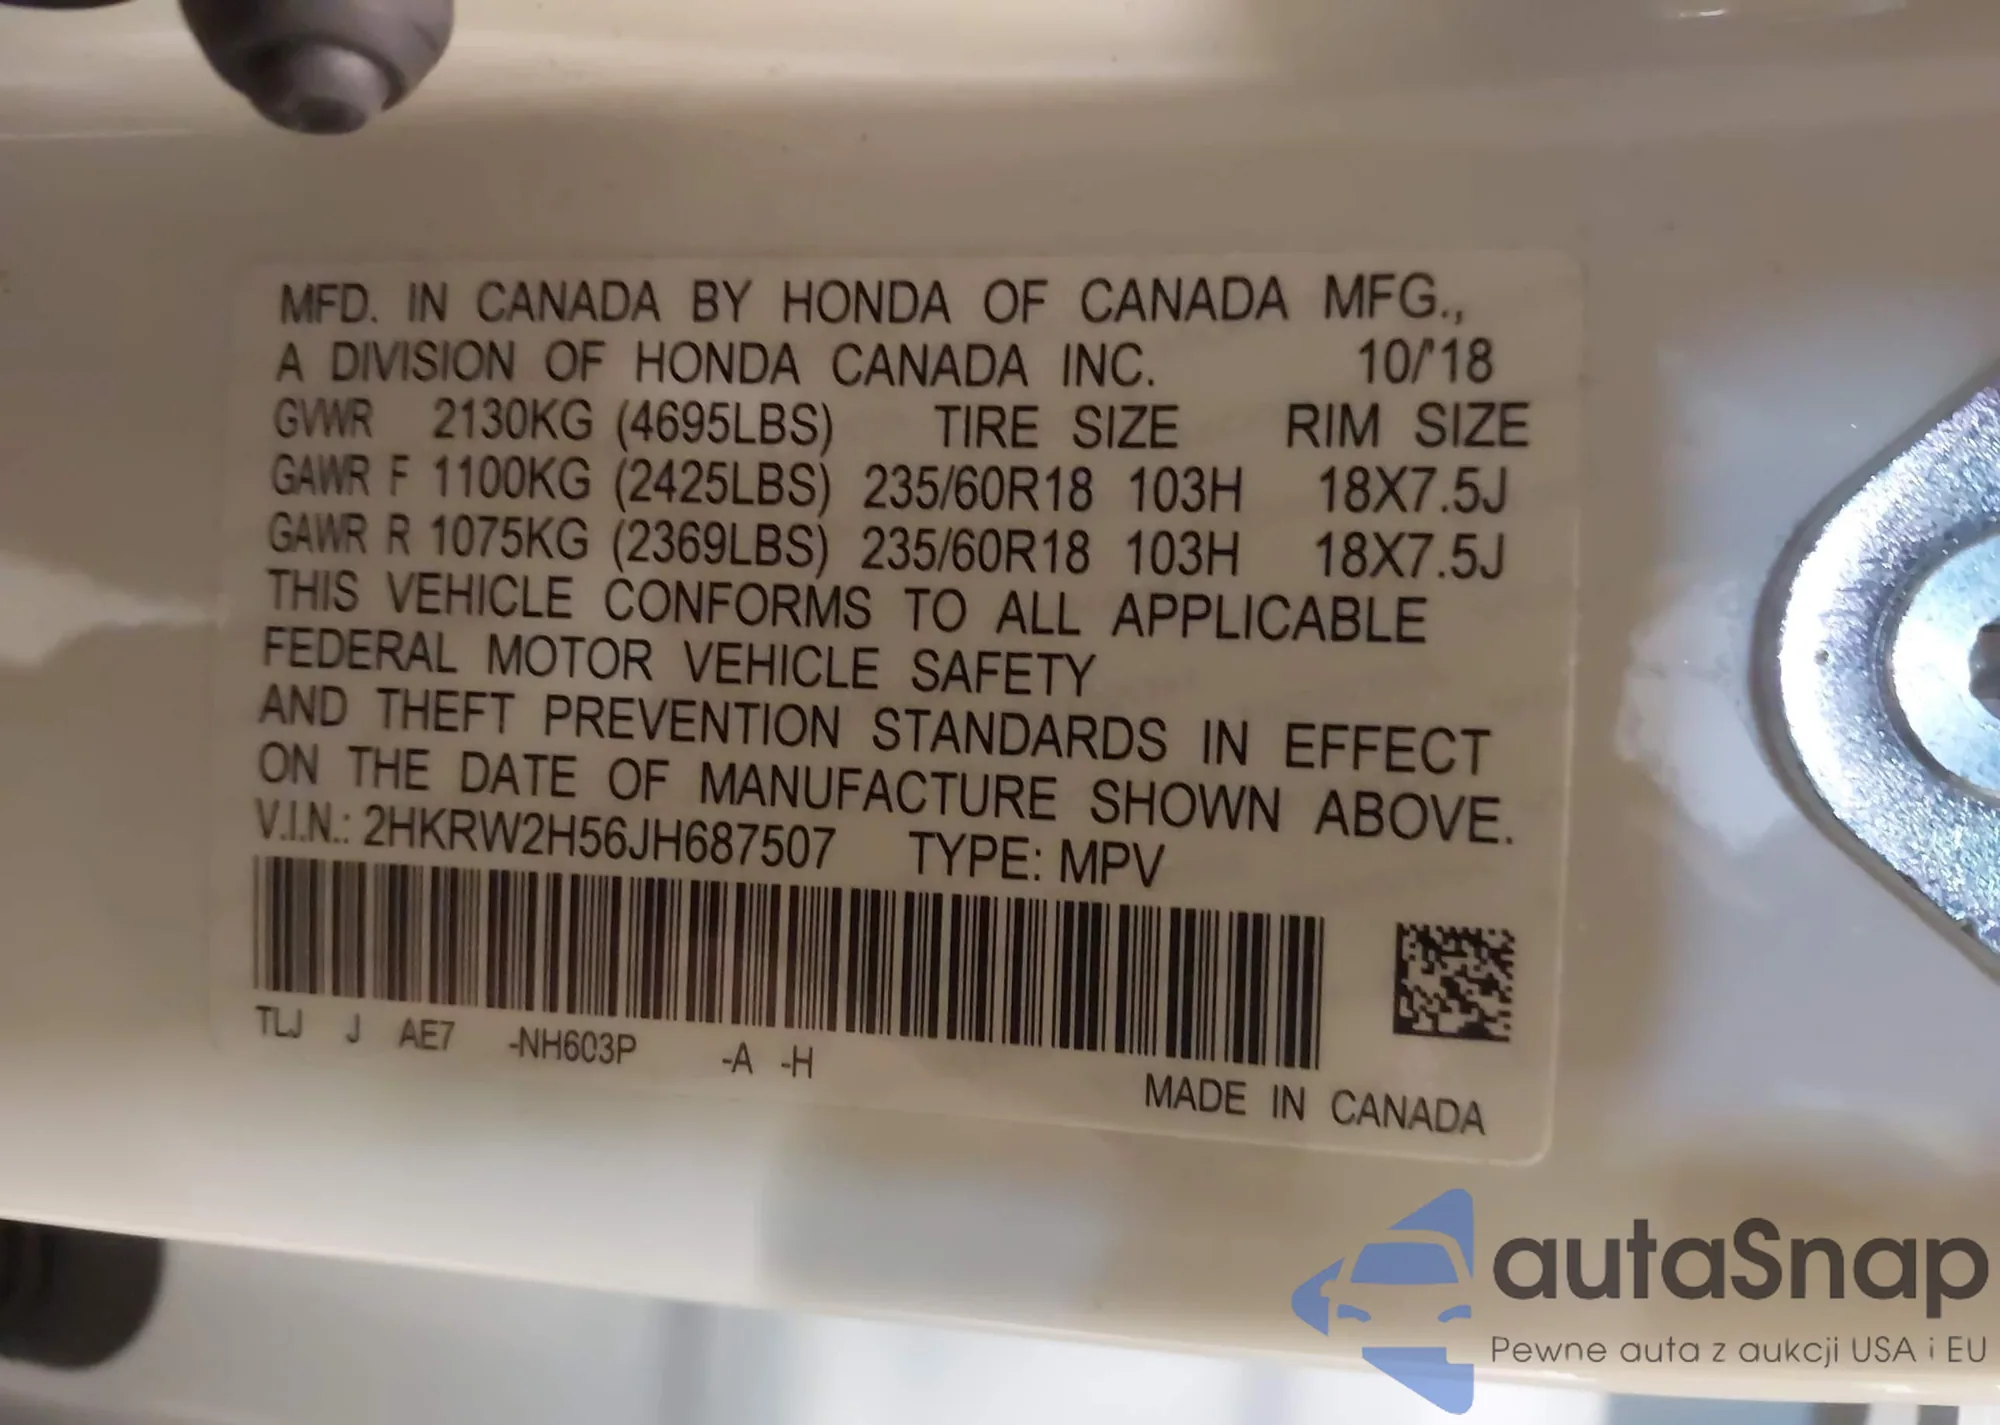 MFD. IN CANADA BY HONDA OF CANADA MFG.,
A DIVISION OF HONDA CANADA INC. 10/'18
GVWR 2130KG (4695LBS) TIRE SIZE RIM SIZE
GAWR F 1100KG (2425LBS) 235/60R18 103H 18X7.5J
GAWR R 1075KG (2369LBS) 235/60R18 103H 18X7.5J
THIS VEHICLE CONFORMS TO ALL APPLICABLE
FEDERAL MOTOR VEHICLE SAFETY
AND THEFT PREVENTION STANDARDS IN EFFECT
ON THE DATE OF MANUFACTURE SHOWN ABOVE.
V.I.N.: 2HKRW2H56JH687507 TYPE: MPV
TLJ J AE7 -NH603P -A -H
MADE IN CANADA
autaSnap
Pewne auta z aukcji USA i EU